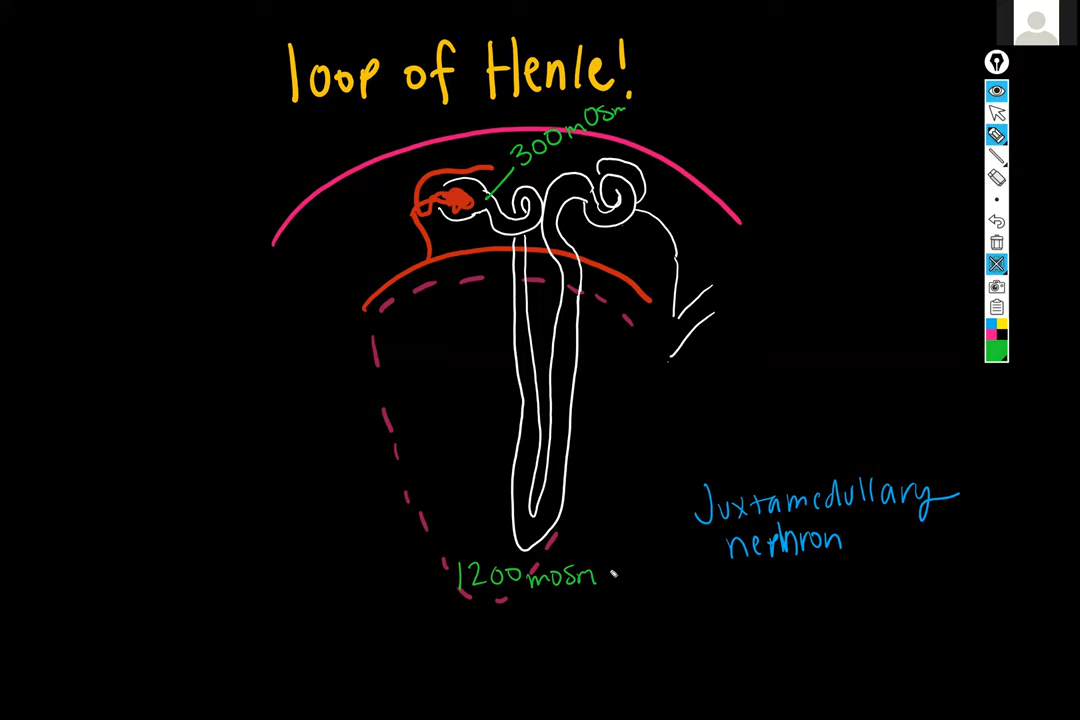 loop of Henle!
300mOsm
Juxtamedullary
nephron
1200mosm